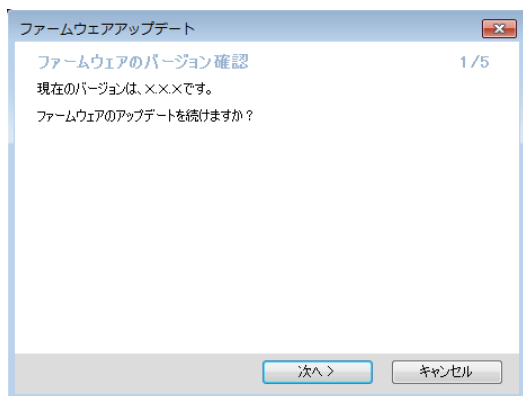 ファームウェアアップデート
ファームウェアのバージョン確認 1/5
現在のバージョンは、×.×.×です。
ファームウェアのアップデートを続けますか？
次へ > キャンセル